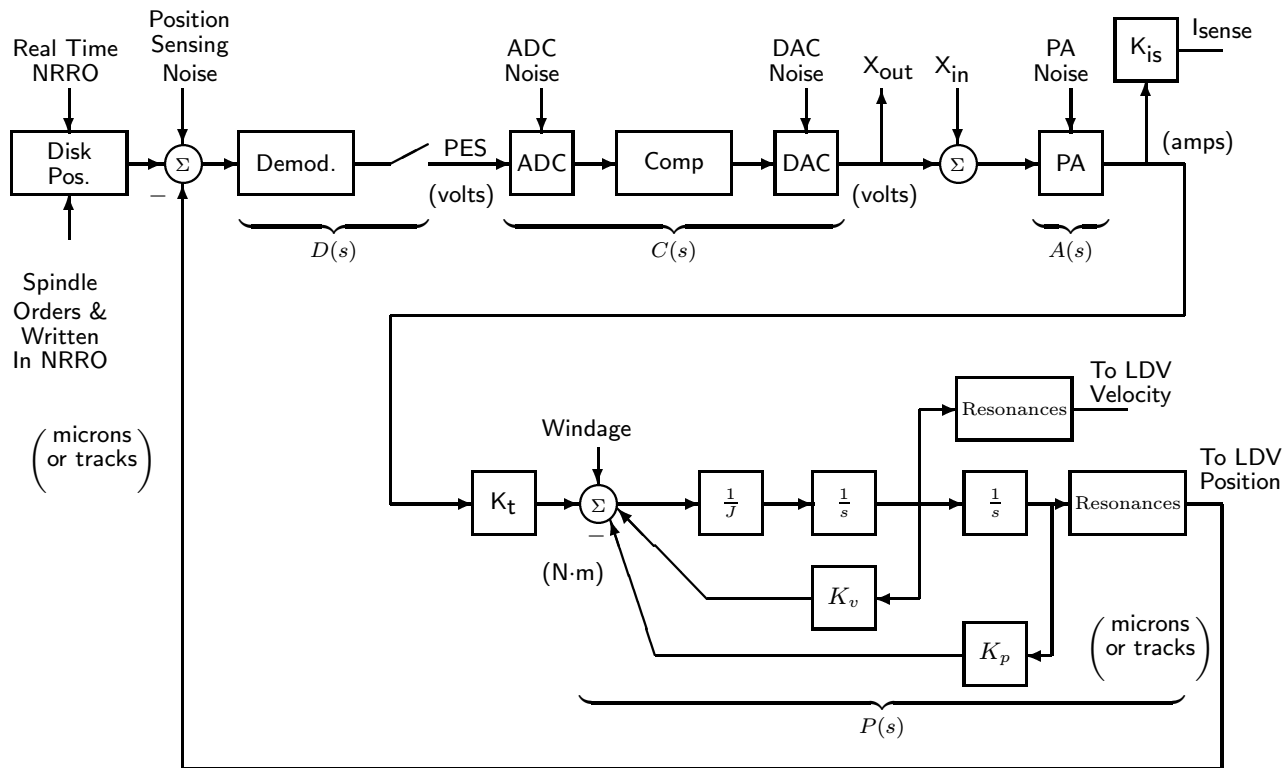 Real Time
NRRO
Position
Sensing
Noise
ADC
Noise
DAC
Noise
Xout
Xin
PA
Noise
Kis
Isense
Disk
Pos.
Σ
−
Demod.
PES
(volts)
ADC
Comp
DAC
(volts)
Σ
PA
(amps)
D(s)
C(s)
A(s)
Spindle
Orders &
Written
In NRRO
(microns
or tracks)
Windage
Resonances
To LDV
Velocity
Kt
Σ
−
(N·m)
1/J
1/s
1/s
Resonances
To LDV
Position
Kv
Kp
(microns
or tracks)
P(s)